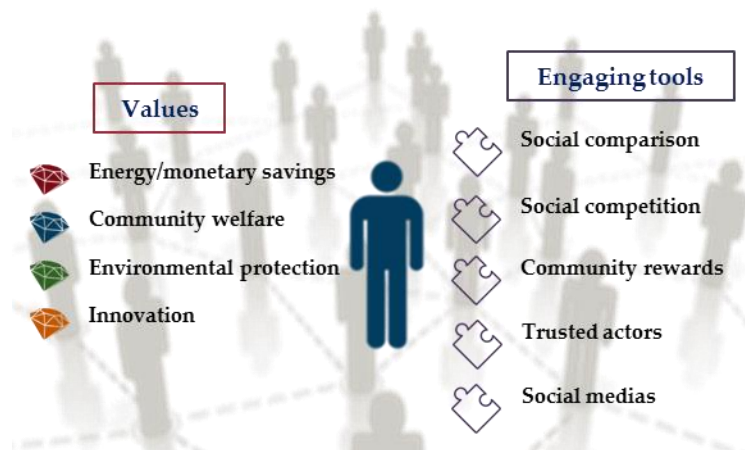 Values
Energy/monetary savings
Community welfare
Environmental protection
Innovation
Engaging tools
Social comparison
Social competition
Community rewards
Trusted actors
Social medias